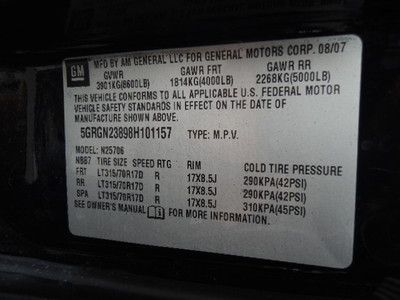 GM
MFD BY AM GENERAL LLC FOR GENERAL MOTORS CORP. 08/07
GVWR GAWR FRT GAWR RR
3901KG(8600LB) 1814KG(4000LB) 2268KG(5000LB)
THIS VEHICLE CONFORMS TO ALL APPLICABLE U.S. FEDERAL MOTOR
VEHICLE SAFETY STANDARDS IN EFFECT ON THE DATE OF
MANUFACTURE SHOWN ABOVE.
5GRGN23898H101157 TYPE: M.P.V.
MODEL: N25706
NBB7 TIRE SIZE SPEED RTG RIM COLD TIRE PRESSURE
FRT LT315/70R17D R 17X8.5J 290KPA(42PSI)
RR LT315/70R17D R 17X8.5J 290KPA(42PSI)
SPA LT315/70R17D R 17X8.5J 310KPA(45PSI)
SEE OWNER'S MANUAL FOR MORE INFORMATION.